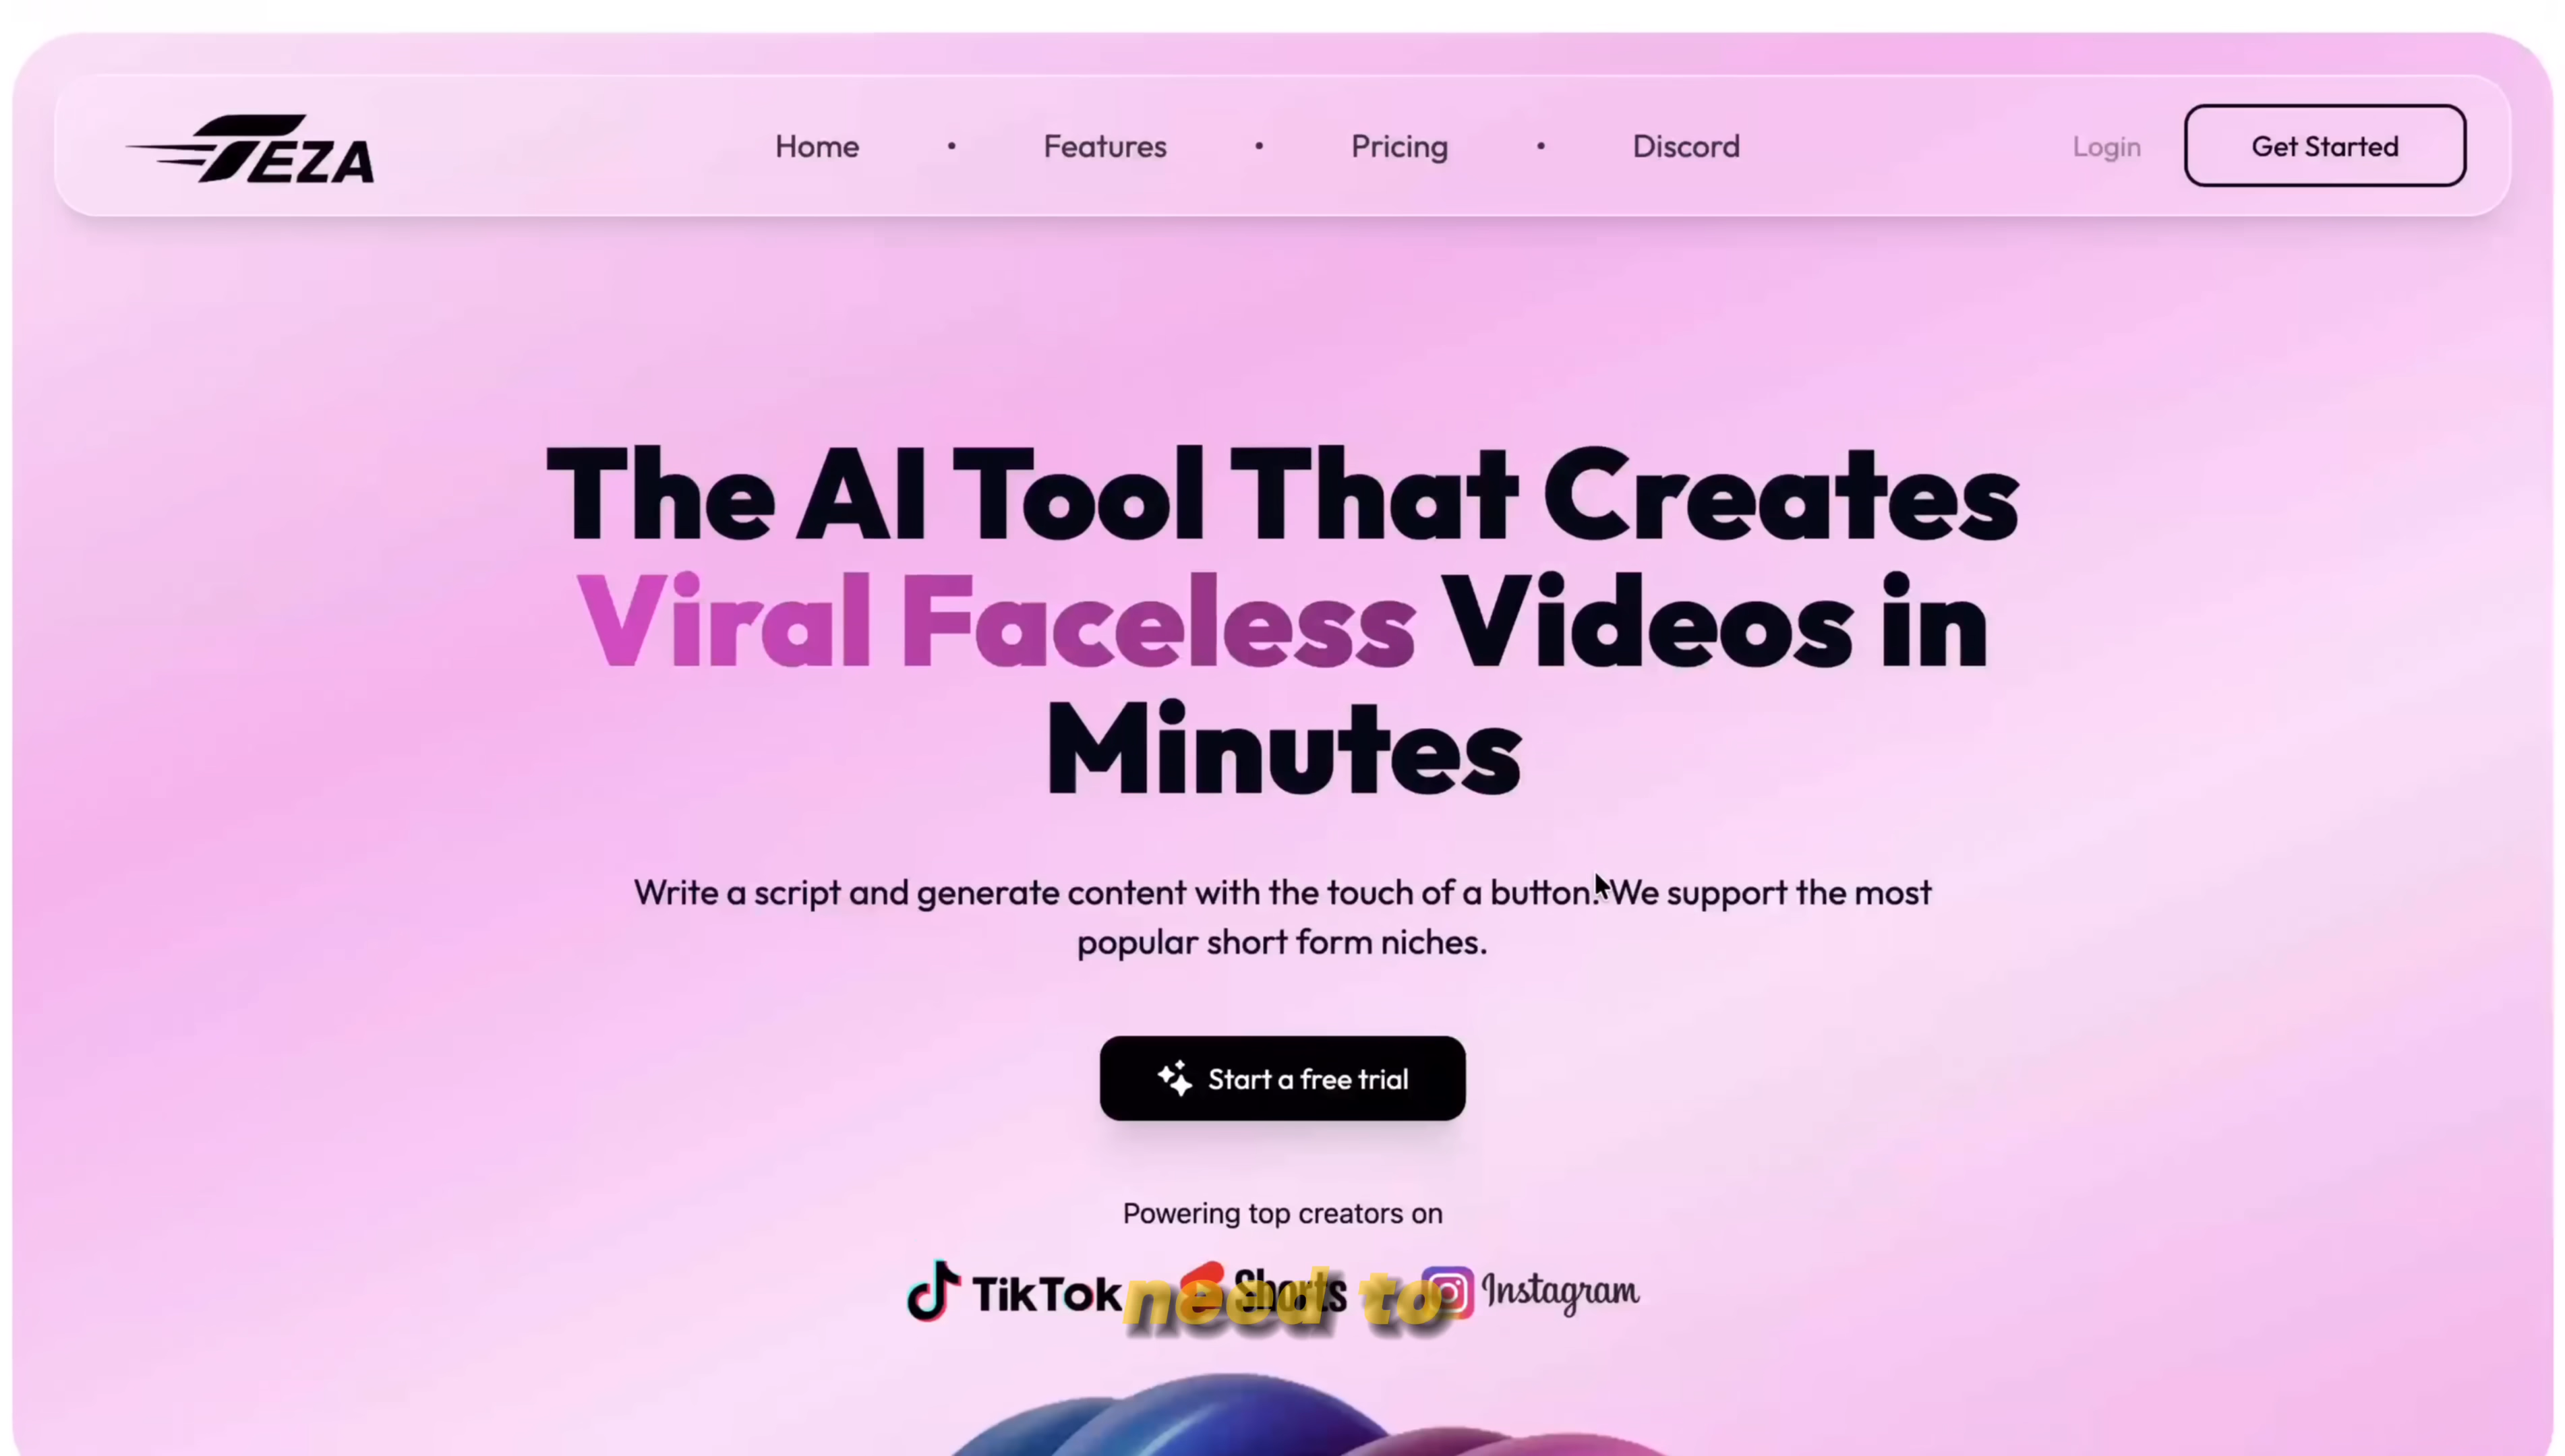 TEZA
Home • Features • Pricing • Discord
Login
Get Started
The AI Tool That Creates
Viral Faceless Videos in
Minutes
Write a script and generate content with the touch of a button. We support the most
popular short form niches.
Start a free trial
Powering top creators on
TikTok
Shorts
Instagram
need to